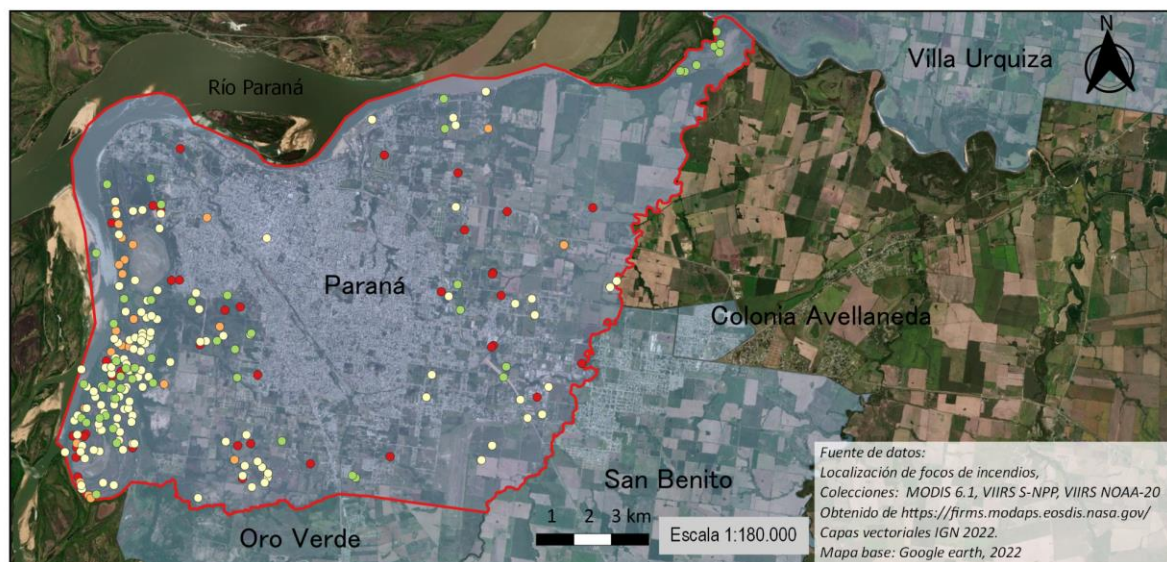 N
Villa Urquiza
Río Paraná
Paraná
Colonia Avellaneda
San Benito
Oro Verde
1 2 3 km
Escala 1:180.000
Fuente de datos:
Localización de focos de incendios,
Colecciones: MODIS 6.1, VIIRS S-NPP, VIIRS NOAA-20
Obtenido de https://firms.modaps.eosdis.nasa.gov/
Capas vectoriales IGN 2022.
Mapa base: Google earth, 2022